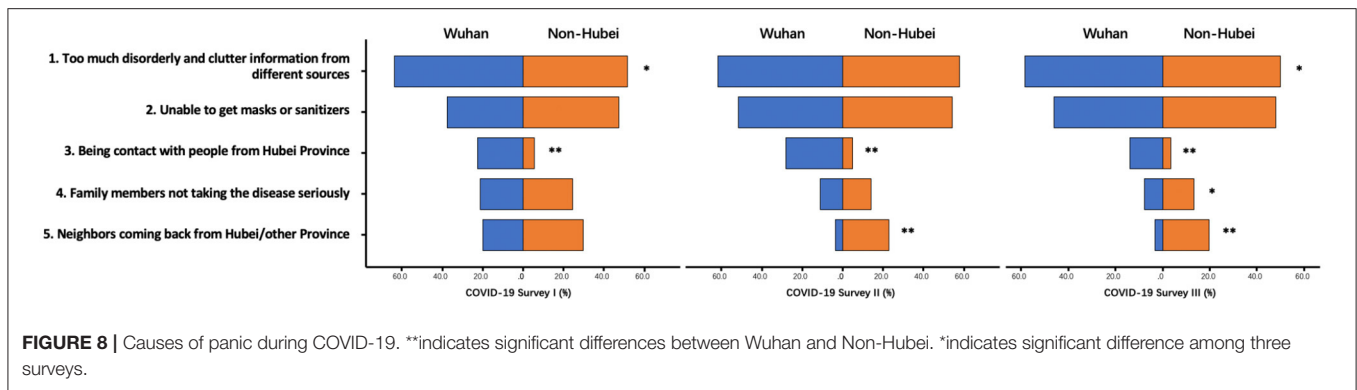 Wuhan Non-Hubei Wuhan Non-Hubei Wuhan Non-Hubei
1. Too much disorderly and clutter information from
different sources
* *
2. Unable to get masks or sanitizers
3. Being contact with people from Hubei Province
** ** **
4. Family members not taking the disease seriously
*
5. Neighbors coming back from Hubei/other Province
** **
60.0 40.0 20.0 .0 20.0 40.0 60.0 60.0 40.0 20.0 .0 20.0 40.0 60.0 60.0 40.0 20.0 .0 20.0 40.0 60.0
COVID-19 Survey I (%) COVID-19 Survey II (%) COVID-19 Survey III (%)
FIGURE 8 | Causes of panic during COVID-19. **indicates significant differences between Wuhan and Non-Hubei. *indicates significant difference among three
surveys.